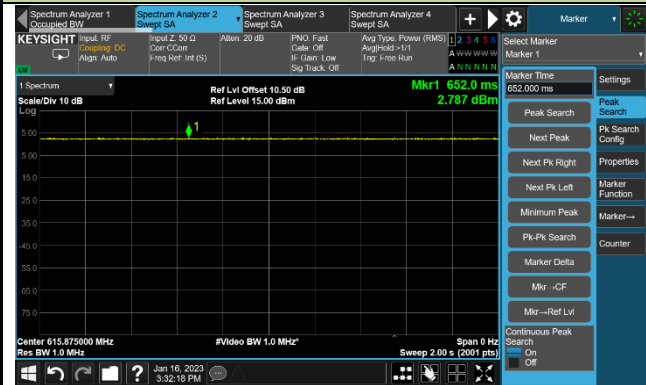 Spectrum Analyzer 1
Occupied BW
Spectrum Analyzer 2
Swept SA
Spectrum Analyzer 3
Swept SA
Spectrum Analyzer 4
Swept SA
+
Marker
KEYSIGHT
Input: RF
Coupling: DC
Align: Auto
Input Z: 50 Ω
Corr CCorr
Freq Ref: Int (S)
Atten: 20 dB
PNO: Fast
Gate: Off
IF Gain: Low
Sig Track: Off
Avg Type: Power (RMS)
Avg|Hold:>1/1
Trig: Free Run
1 2 3 4 5 6
A W W W W W
A N N N N N
LXI
Select Marker
Marker 1
1 Spectrum
Scale/Div 10 dB
Log
Ref Lvl Offset 10.50 dB
Ref Level 15.00 dBm
Mkr1 652.0 ms
2.787 dBm
1
5.00
-5.00
-15.0
-25.0
-35.0
-45.0
-55.0
-65.0
-75.0
Center 615.875000 MHz
Res BW 1.0 MHz
#Video BW 1.0 MHz*
Span 0 Hz
Sweep 2.00 s (2001 pts)
Marker Time
652.000 ms
Peak Search
Next Peak
Next Pk Right
Next Pk Left
Minimum Peak
Pk-Pk Search
Marker Delta
Mkr→CF
Mkr→Ref Lvl
Continuous Peak
Search
On
Off
Settings
Peak
Search
Pk Search
Config
Properties
Marker
Function
Marker→
Counter
?
Jan 16, 2023
3:32:18 PM